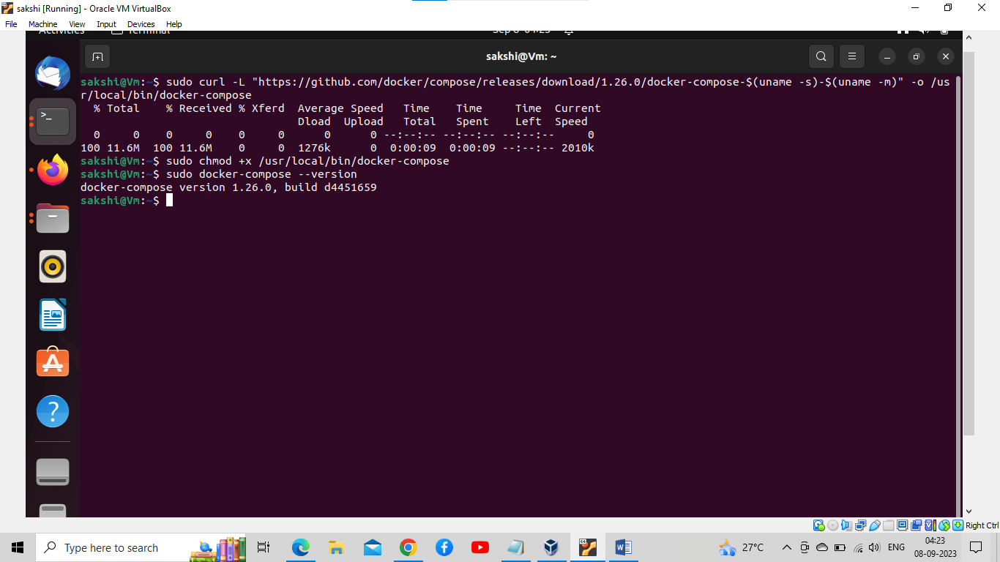 sakshi [Running] - Oracle VM VirtualBox
File Machine View Input Devices Help
Activities Terminal Sep 8 04:23
sakshi@Vm: ~
sakshi@Vm:~$ sudo curl -L "https://github.com/docker/compose/releases/download/1.26.0/docker-compose-$(uname -s)-$(uname -m)" -o /us
r/local/bin/docker-compose
% Total % Received % Xferd Average Speed Time Time Time Current
Dload Upload Total Spent Left Speed
0 0 0 0 0 0 0 0 --:--:-- --:--:-- --:--:-- 0
100 11.6M 100 11.6M 0 0 1276k 0 0:00:09 0:00:09 --:--:-- 2010k
sakshi@Vm:~$ sudo chmod +x /usr/local/bin/docker-compose
sakshi@Vm:~$ sudo docker-compose --version
docker-compose version 1.26.0, build d4451659
sakshi@Vm:~$
Right Ctrl
Type here to search
27°C
ENG
04:23
08-09-2023